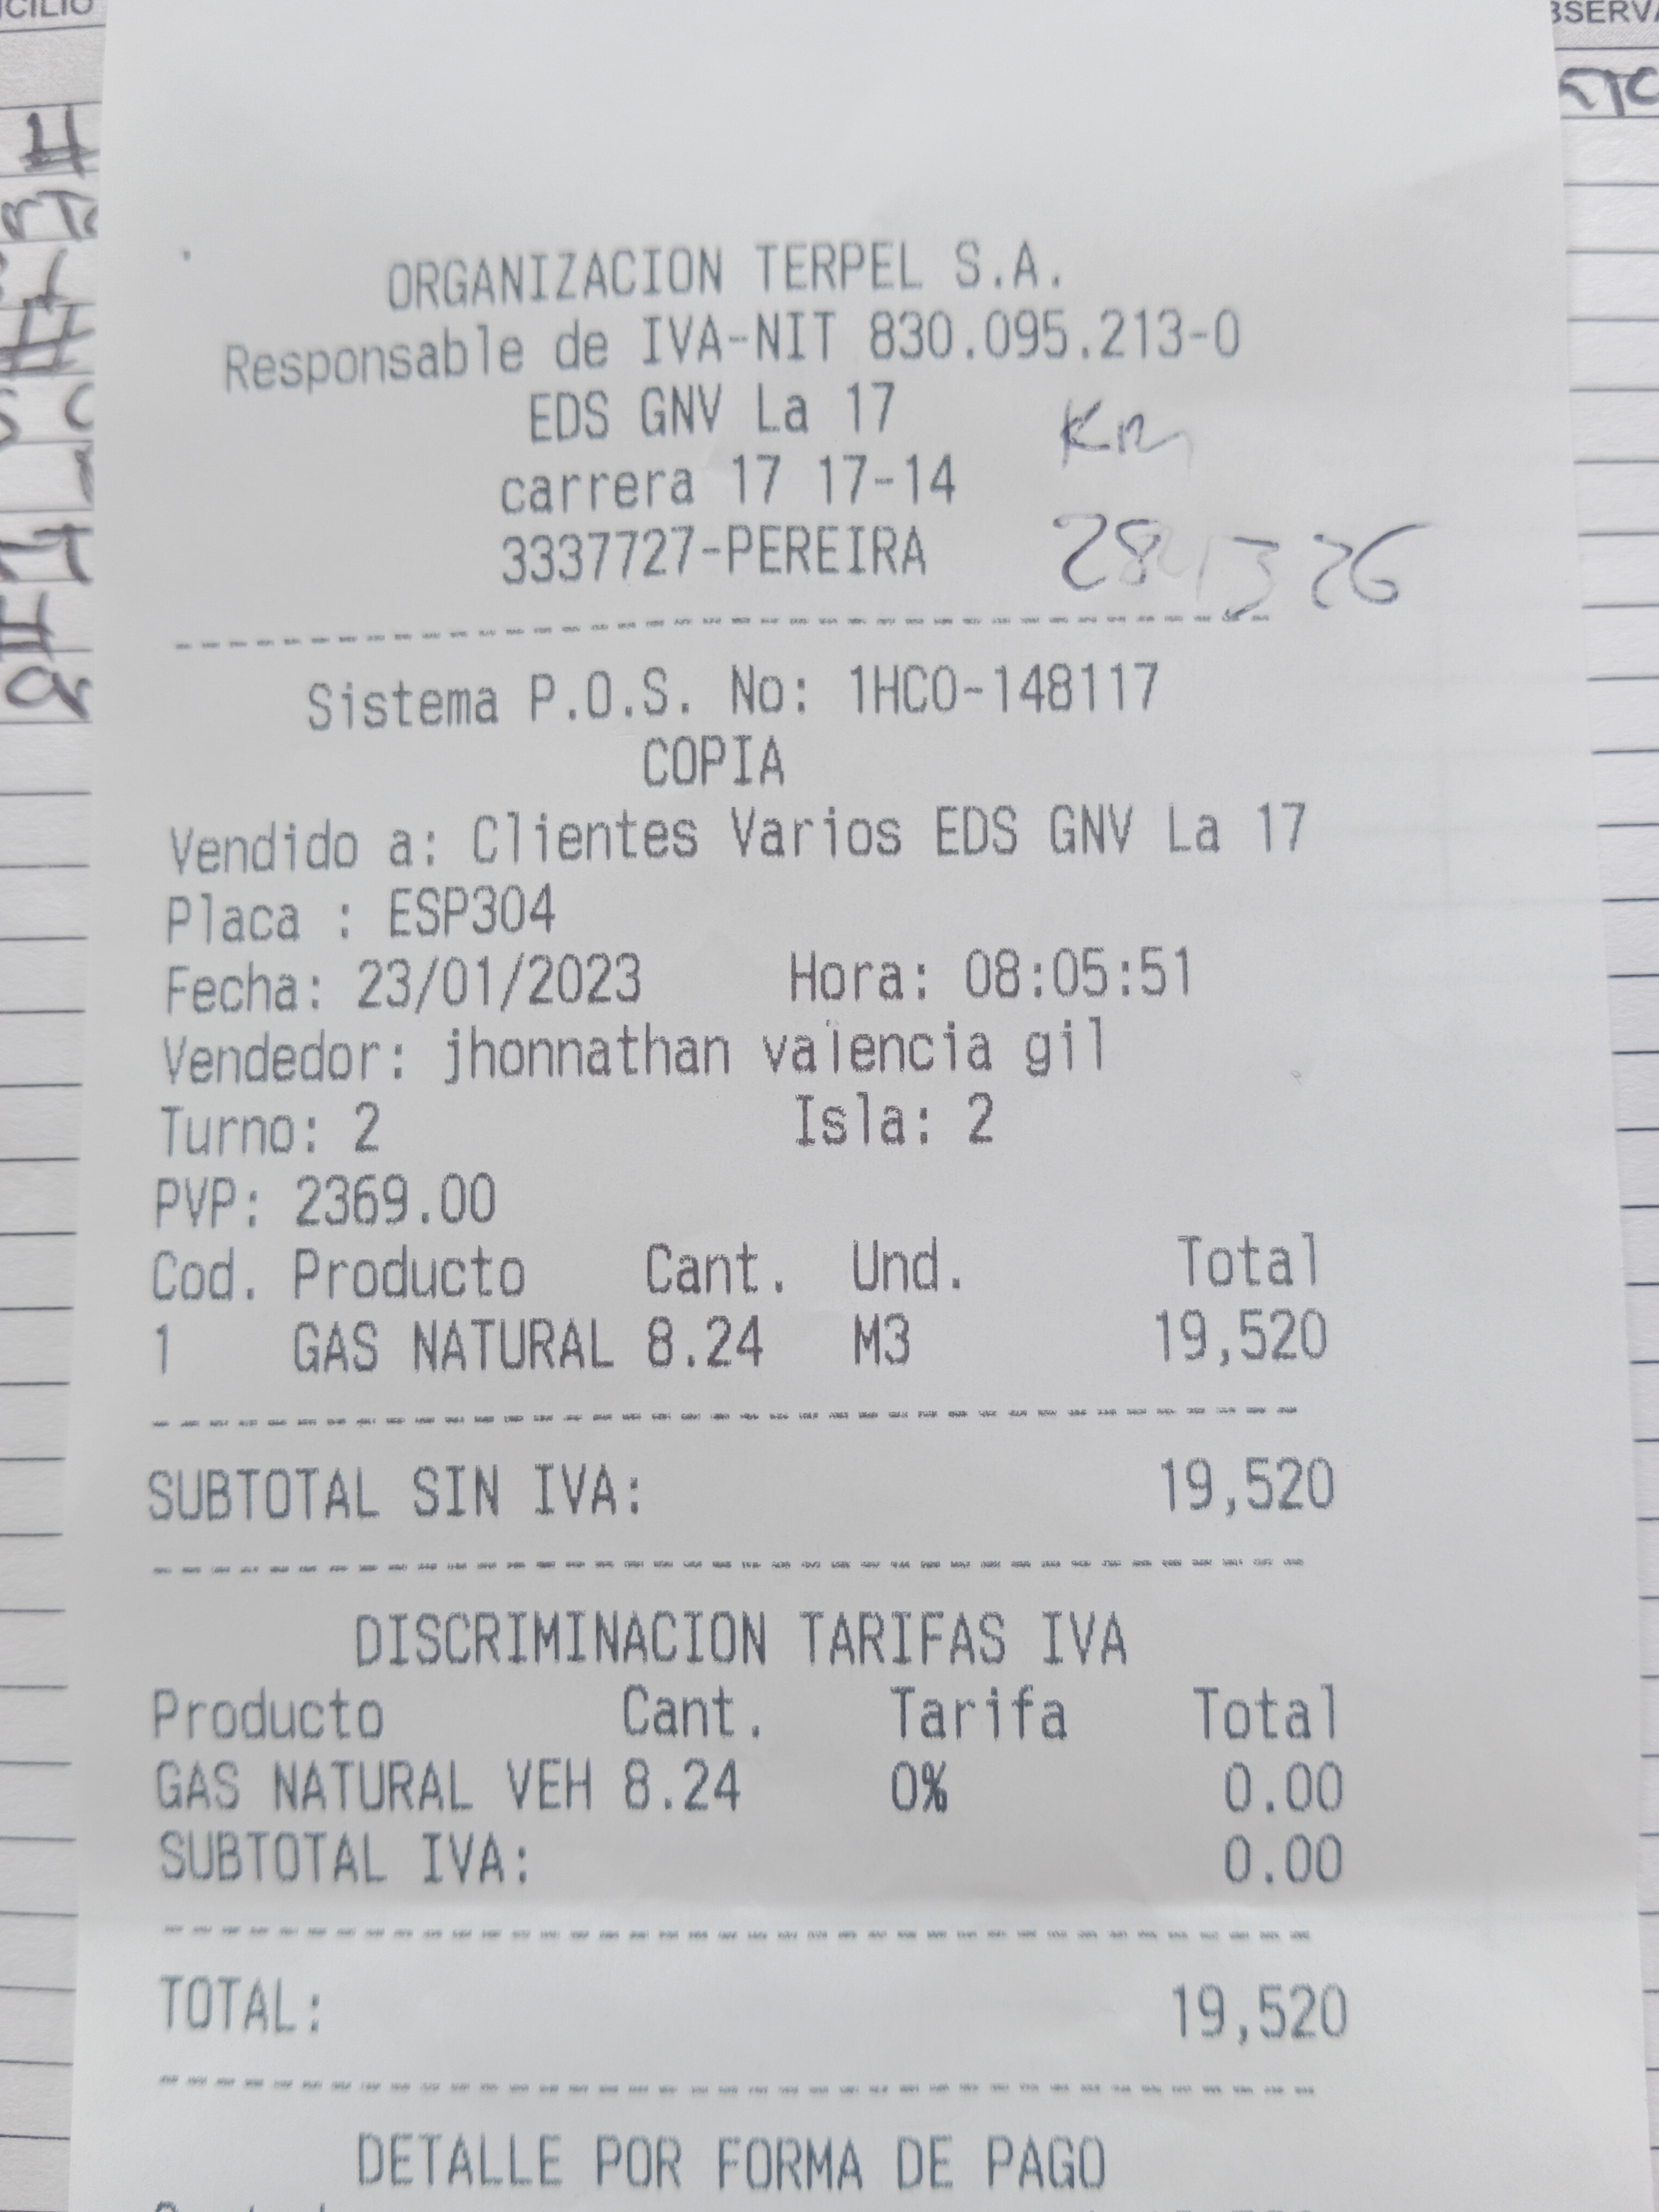 ORGANIZACION TERPEL S.A.
Responsable de IVA-NIT 830.095.213-0
EDS GNV La 17
Km
carrera 17 17-14
3337727-PEREIRA
Sistema P.O.S. No: 1HCO-148117
COPIA
Vendido a: Clientes Varios EDS GNV La 17
Placa : ESP304
Fecha: 23/01/2023 Hora: 08:05:51
Vendedor: jhonnathan valencia gil
Turno: 2 Isla: 2
PVP: 2369.00
Cod. Producto Cant. Und. Total
1 GAS NATURAL 8.24 M3 19,520
SUBTOTAL SIN IVA: 19,520
DISCRIMINACION TARIFAS IVA
Producto Cant. Tarifa Total
GAS NATURAL VEH 8.24 0% 0.00
SUBTOTAL IVA: 0.00
TOTAL: 19,520
DETALLE POR FORMA DE PAGO